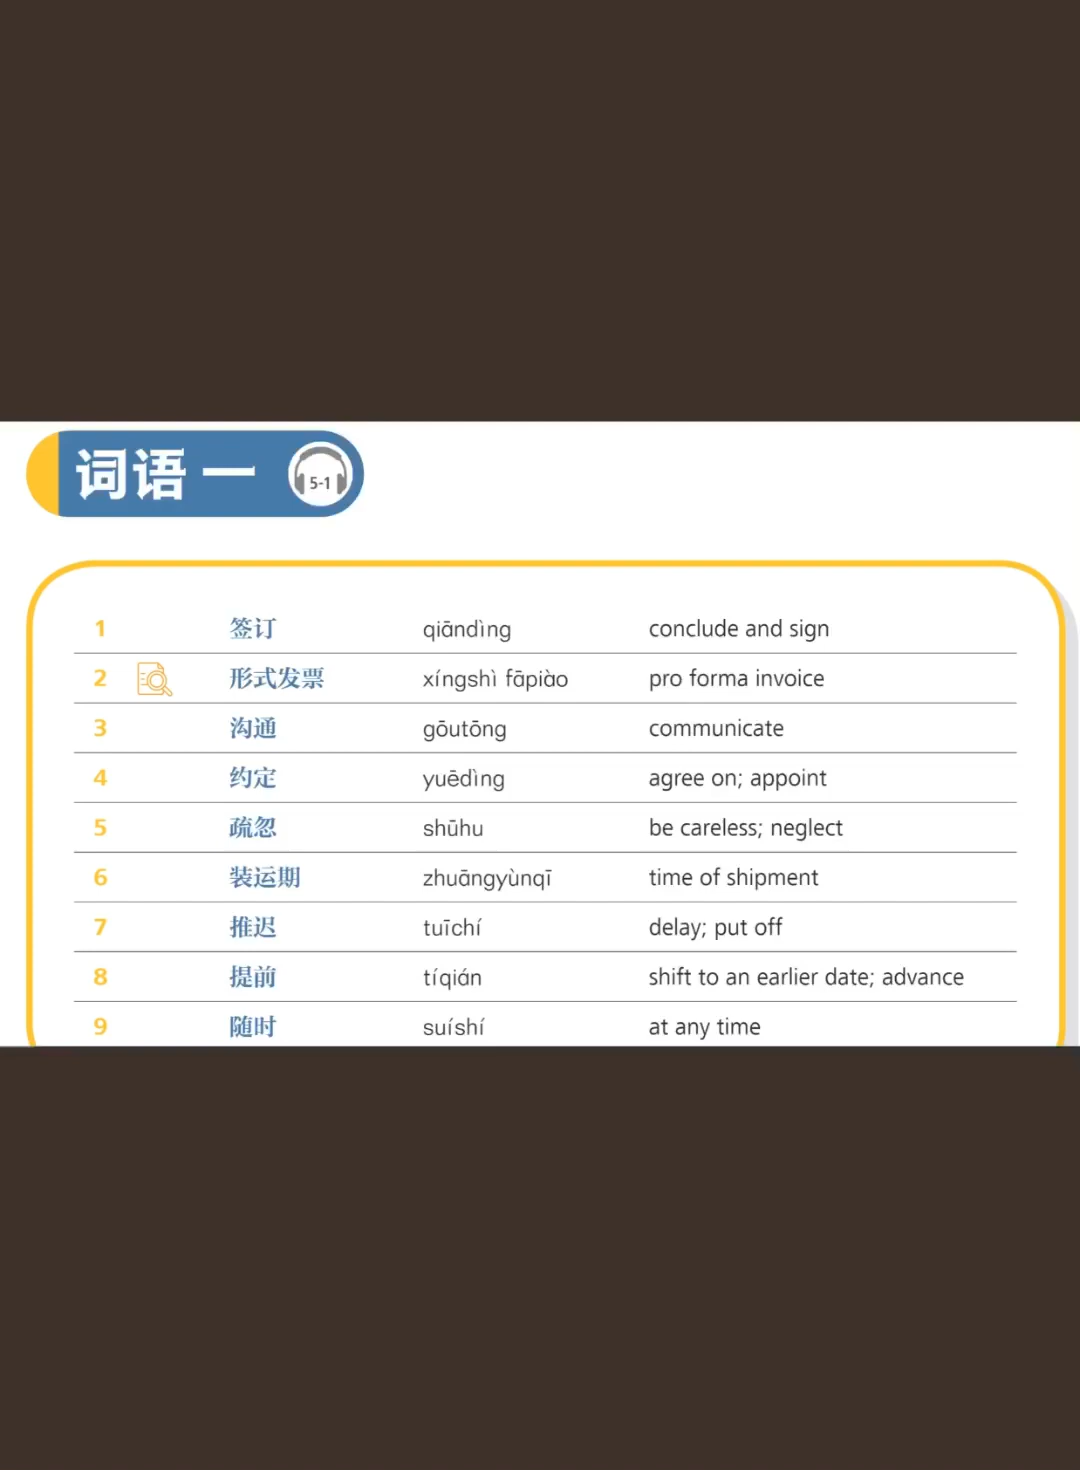 词语一 5-1
1 签订 qiāndìng conclude and sign
2 形式发票 xíngshì fāpiào pro forma invoice
3 沟通 gōutōng communicate
4 约定 yuēdìng agree on; appoint
5 疏忽 shūhu be careless; neglect
6 装运期 zhuāngyùnqī time of shipment
7 推迟 tuīchí delay; put off
8 提前 tíqián shift to an earlier date; advance
9 随时 suíshí at any time